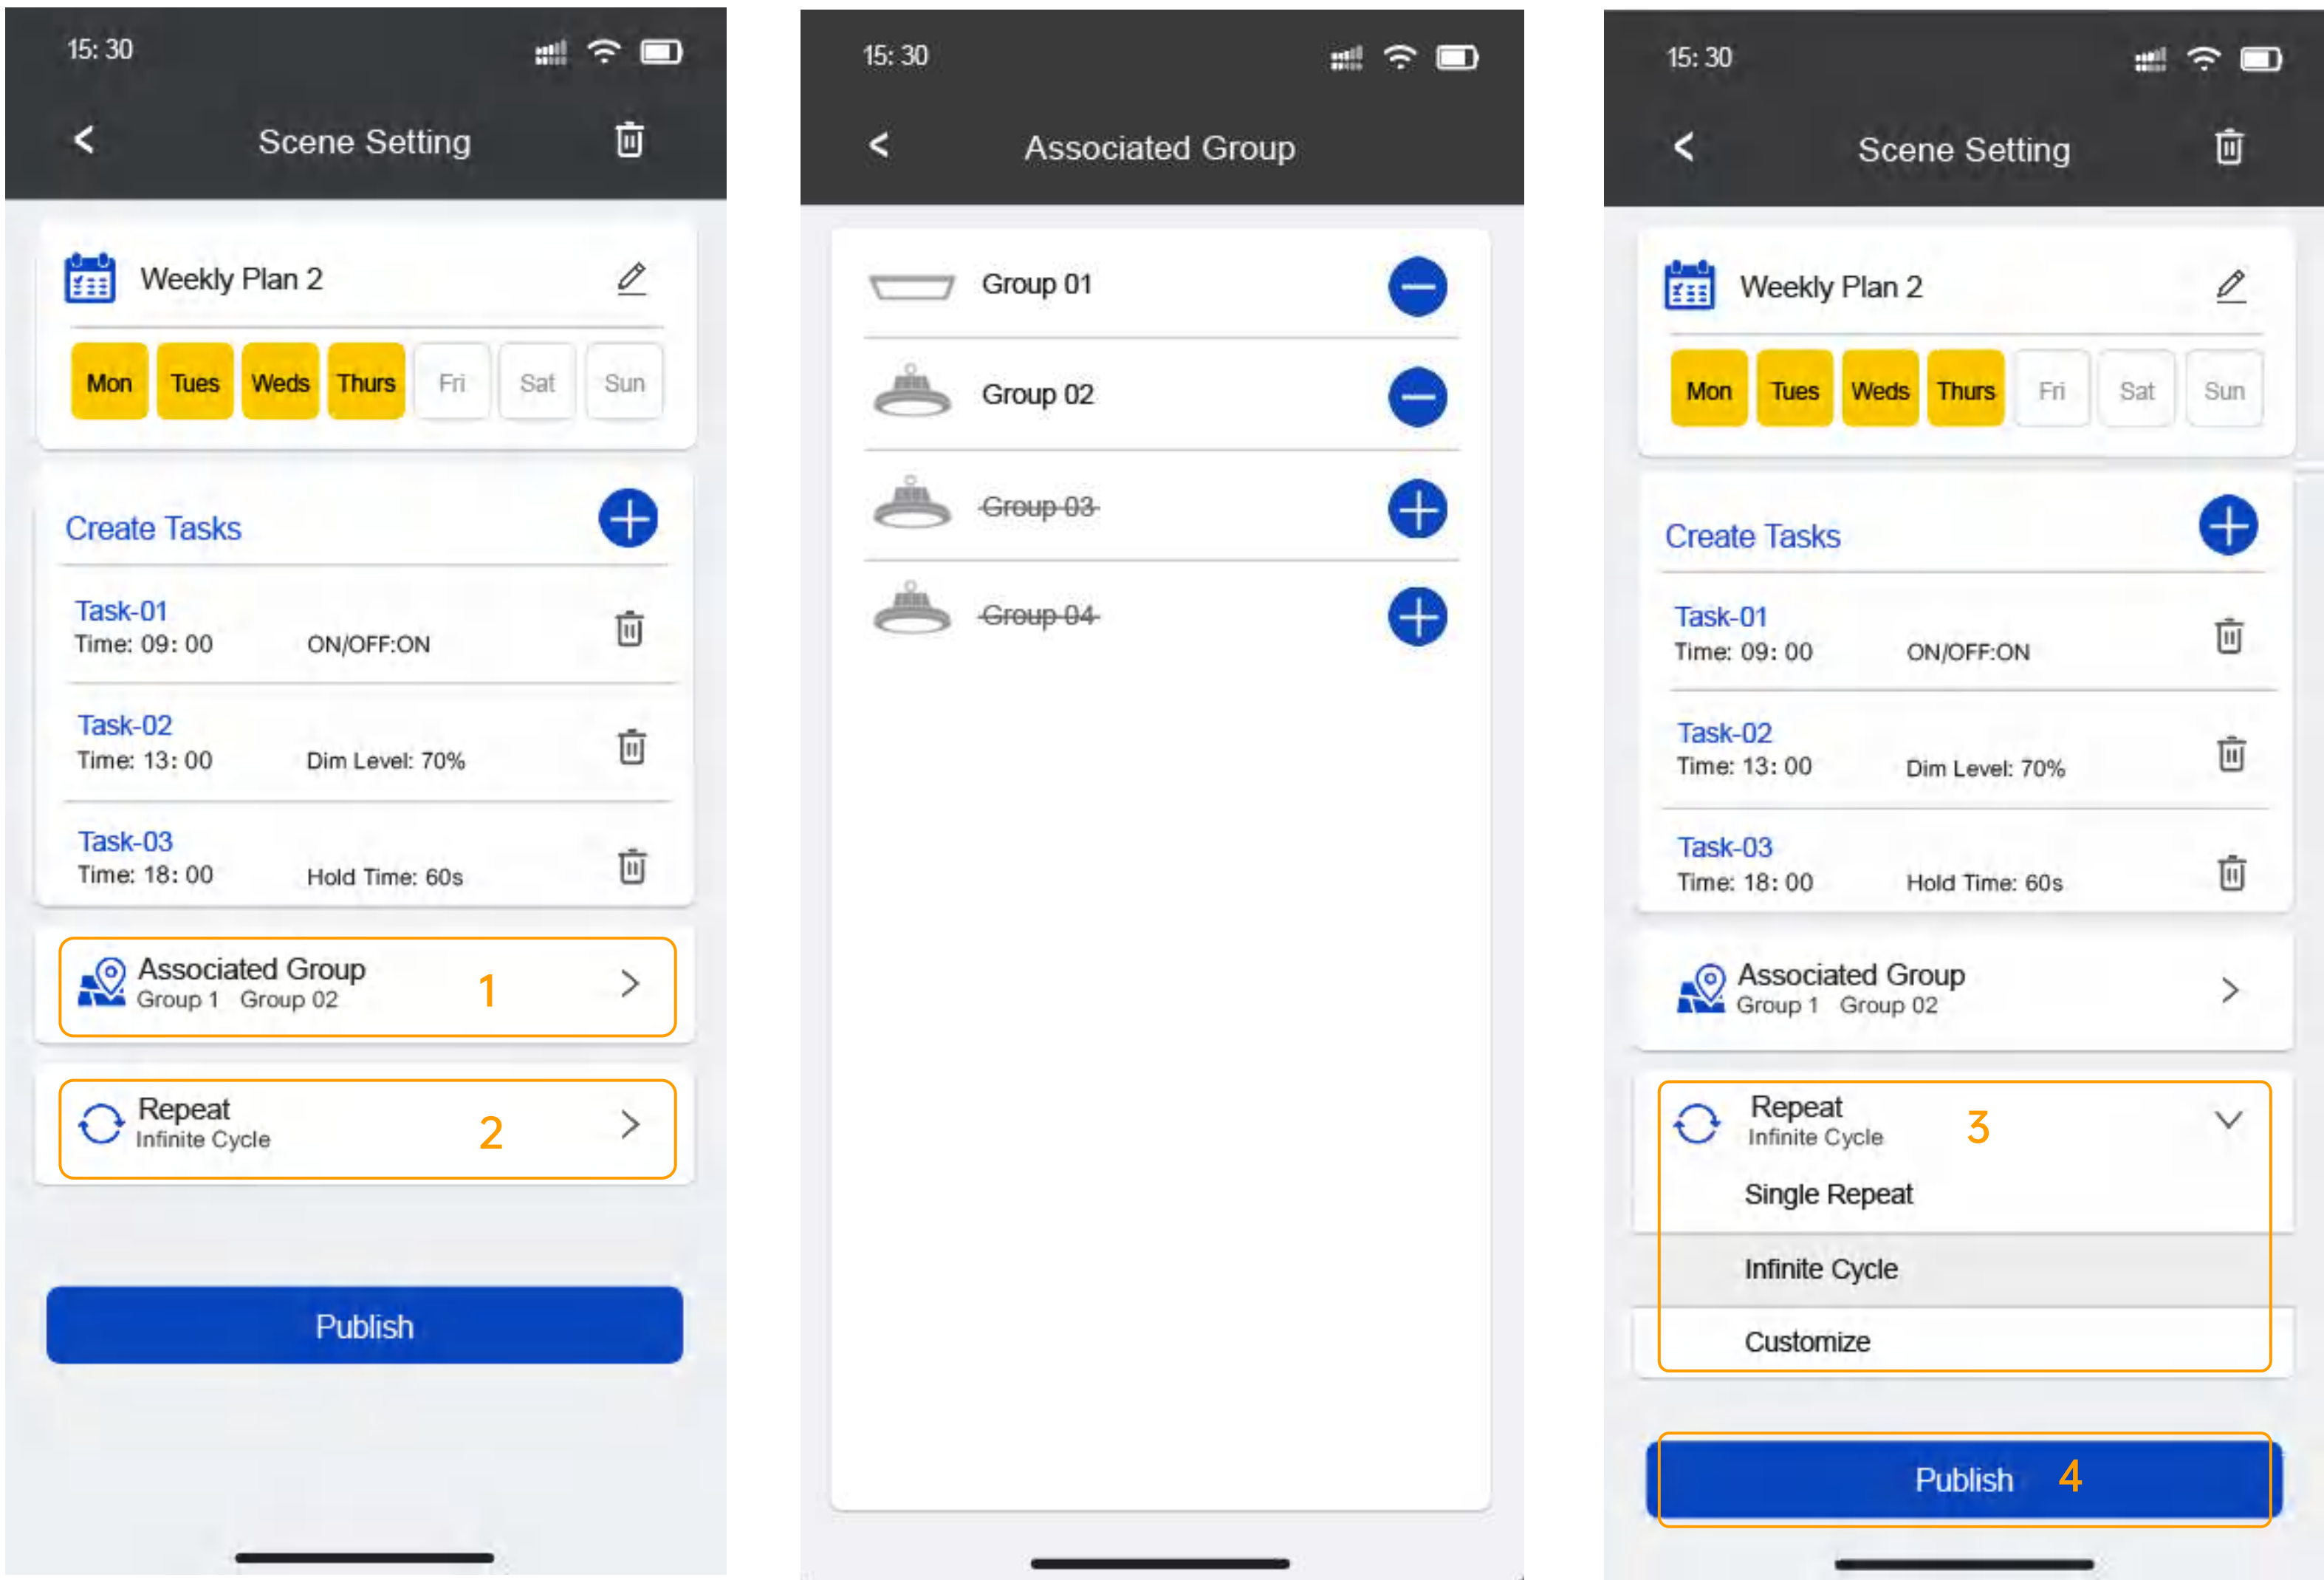 15: 30
Scene Setting
Weekly Plan 2
Mon Tues Weds Thurs Fri Sat Sun
Create Tasks
Task-01
Time: 09: 00 ON/OFF:ON
Task-02
Time: 13: 00 Dim Level: 70%
Task-03
Time: 18: 00 Hold Time: 60s
Associated Group
Group 1 Group 02
1
Repeat
Infinite Cycle
2
Publish
15: 30
Associated Group
Group 01
Group 02
Group 03
Group 04
15: 30
Scene Setting
Weekly Plan 2
Mon Tues Weds Thurs Fri Sat Sun
Create Tasks
Task-01
Time: 09: 00 ON/OFF:ON
Task-02
Time: 13: 00 Dim Level: 70%
Task-03
Time: 18: 00 Hold Time: 60s
Associated Group
Group 1 Group 02
Repeat
Infinite Cycle
3
Single Repeat
Infinite Cycle
Customize
Publish 4